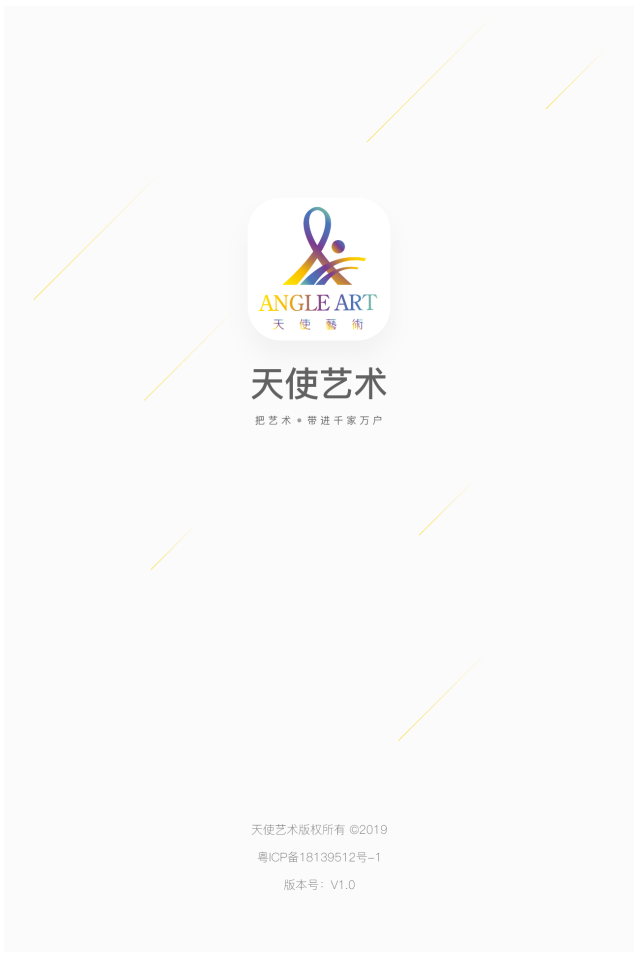 ANGLE ART
天使藝術
天使艺术
把艺术•带进千家万户
天使艺术版权所有 ©2019
粤ICP备18139512号-1
版本号：V1.0